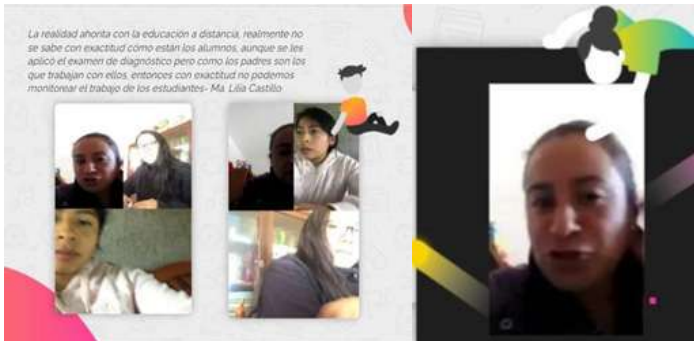 La realidad ahorita con la educación a distancia, realmente no
se sabe con exactitud cómo están los alumnos, aunque se les
aplicó el examen de diagnóstico pero como los padres son los
que trabajan con ellos, entonces con exactitud no podemos
monitorear el trabajo de los estudiantes- Ma. Lilia Castillo